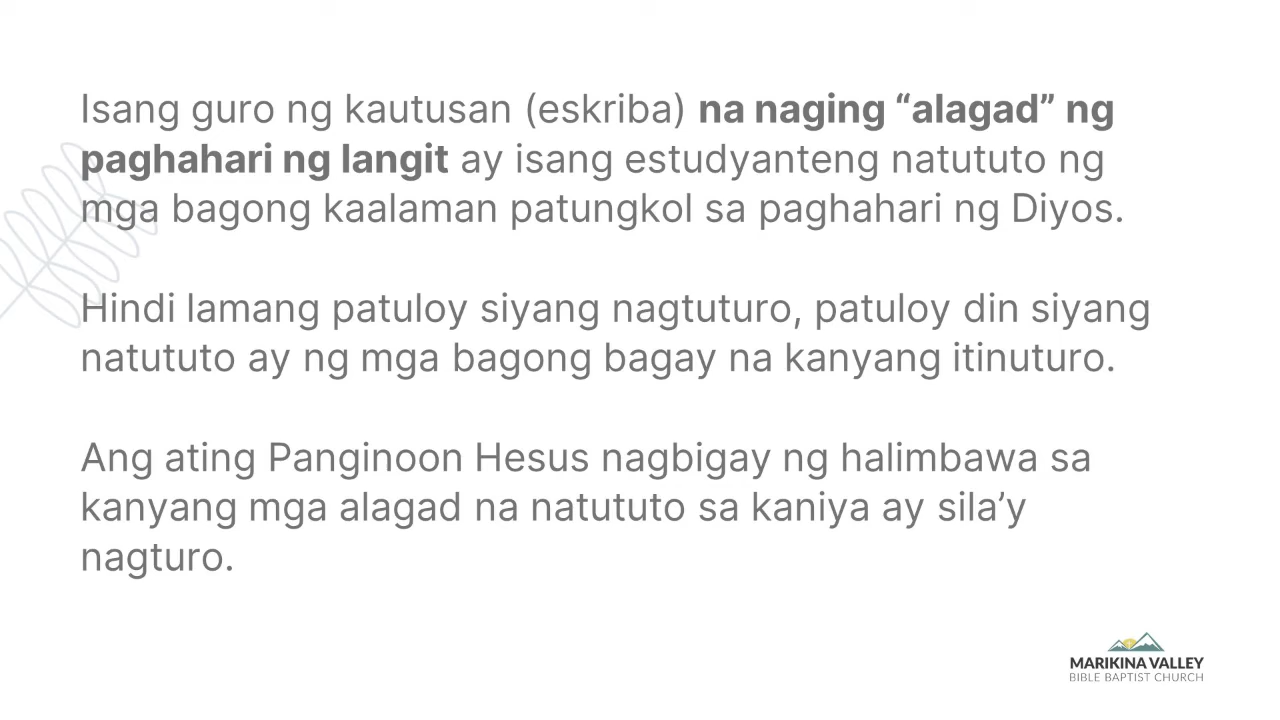 Isang guro ng kautusan (eskriba) na naging “alagad” ng
paghahari ng langit ay isang estudyanteng natututo ng
mga bagong kaalaman patungkol sa paghahari ng Diyos.
Hindi lamang patuloy siyang nagtuturo, patuloy din siyang
natututo ay ng mga bagong bagay na kanyang itinuturo.
Ang ating Panginoon Hesus nagbigay ng halimbawa sa
kanyang mga alagad na natututo sa kaniya ay sila’y
nagturo.
MARIKINA VALLEY
BIBLE BAPTIST CHURCH